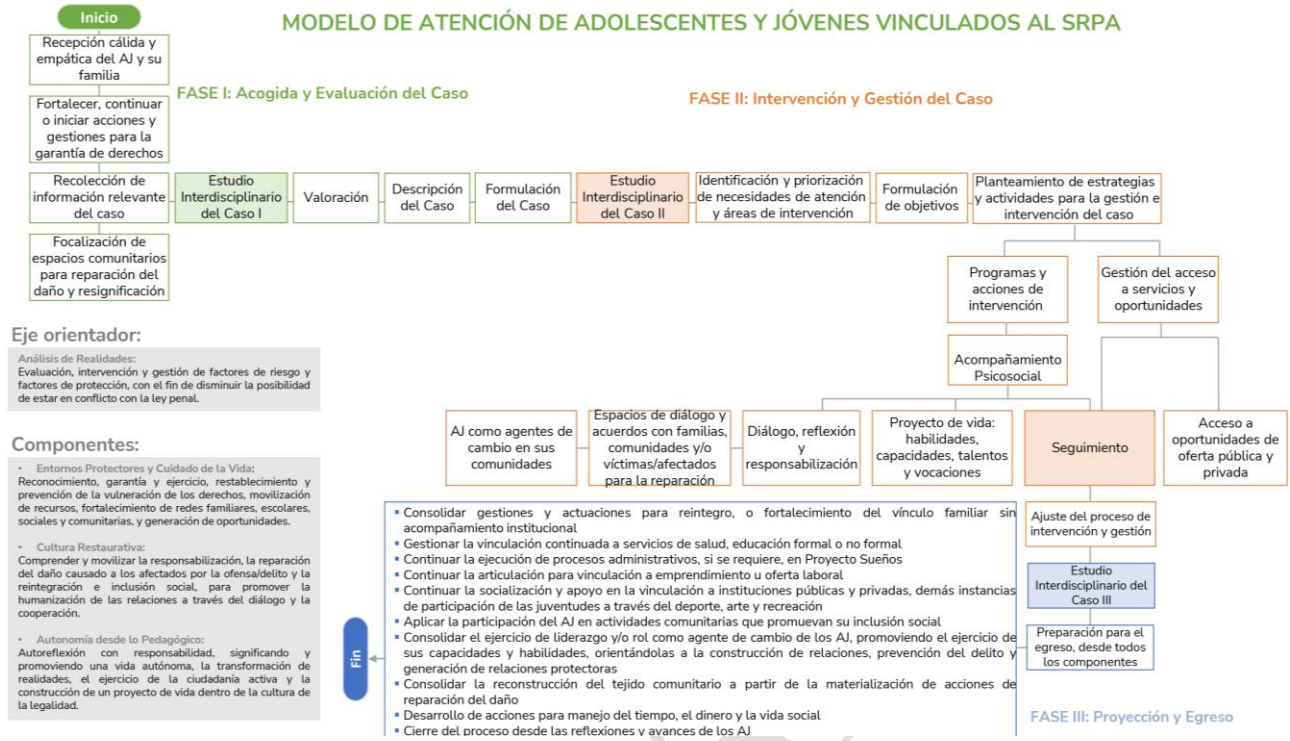 Inicio
MODELO DE ATENCIÓN DE ADOLESCENTES Y JÓVENES VINCULADOS AL SRPA
Recepción cálida y
empática del AJ y su
familia
FASE I: Acogida y Evaluación del Caso
FASE II: Intervención y Gestión del Caso
Fortalecer, continuar
o iniciar acciones y
gestiones para la
garantía de derechos
Recolección de
información relevante
del caso
Estudio
Interdisciplinario
del Caso I
Valoración
Descripción
del Caso
Formulación
del Caso
Estudio
Interdisciplinario
del Caso II
Identificación y priorización
de necesidades de atención
y áreas de intervención
Formulación
de objetivos
Planteamiento de estrategias
y actividades para la gestión e
intervención del caso
Focalización de
espacios comunitarios
para reparación del
daño y resignificación
Programas y
acciones de
intervención
Gestión del acceso
a servicios y
oportunidades
Acompañamiento
Psicosocial
Eje orientador:
Análisis de Realidades:
Evaluación, intervención y gestión de factores de riesgo y
factores de protección, con el fin de disminuir la posibilidad
de estar en conflicto con la ley penal.
AJ como agentes de
cambio en sus
comunidades
Espacios de diálogo y
acuerdos con familias,
comunidades y/o
víctimas/afectados
para la reparación
Diálogo, reflexión
y
responsabilización
Proyecto de vida:
habilidades,
capacidades, talentos
y vocaciones
Seguimiento
Acceso a
oportunidades de
oferta pública y
privada
Componentes:
• Entornos Protectores y Cuidado de la Vida:
Reconocimiento, garantía y ejercicio, restablecimiento y
prevención de la vulneración de los derechos, movilización
de recursos, fortalecimiento de redes familiares, escolares,
sociales y comunitarias, y generación de oportunidades.
• Cultura Restaurativa:
Comprender y movilizar la responsabilización, la reparación
del daño causado a los afectados por la ofensa/delito y la
reintegración e inclusión social, para promover la
humanización de las relaciones a través del diálogo y la
cooperación.
• Autonomía desde lo Pedagógico:
Autoreflexión con responsabilidad, significando y
promoviendo una vida autónoma, la transformación de
realidades, el ejercicio de la ciudadanía activa y la
construcción de un proyecto de vida dentro de la cultura de
la legalidad.
Ajuste del proceso de
intervención y gestión
Estudio
Interdisciplinario del
Caso III
Preparación para el
egreso, desde todos
los componentes
▪ Consolidar gestiones y actuaciones para reintegro, o fortalecimiento del vínculo familiar sin
acompañamiento institucional
▪ Gestionar la vinculación continuada a servicios de salud, educación formal o no formal
▪ Continuar la ejecución de procesos administrativos, si se requiere, en Proyecto Sueños
▪ Continuar la articulación para vinculación a emprendimiento u oferta laboral
▪ Continuar la socialización y apoyo en la vinculación a instituciones públicas y privadas, demás instancias
de participación de las juventudes a través del deporte, arte y recreación
▪ Aplicar la participación del AJ en actividades comunitarias que promuevan su inclusión social
▪ Consolidar el ejercicio de liderazgo y/o rol como agente de cambio de los AJ, promoviendo el ejercicio de
sus capacidades y habilidades, orientándolas a la construcción de relaciones, prevención del delito y
generación de relaciones protectoras
▪ Consolidar la reconstrucción del tejido comunitario a partir de la materialización de acciones de
reparación del daño
▪ Desarrollo de acciones para manejo del tiempo, el dinero y la vida social
▪ Cierre del proceso desde las reflexiones y avances de los AJ
Fin
FASE III: Proyección y Egreso